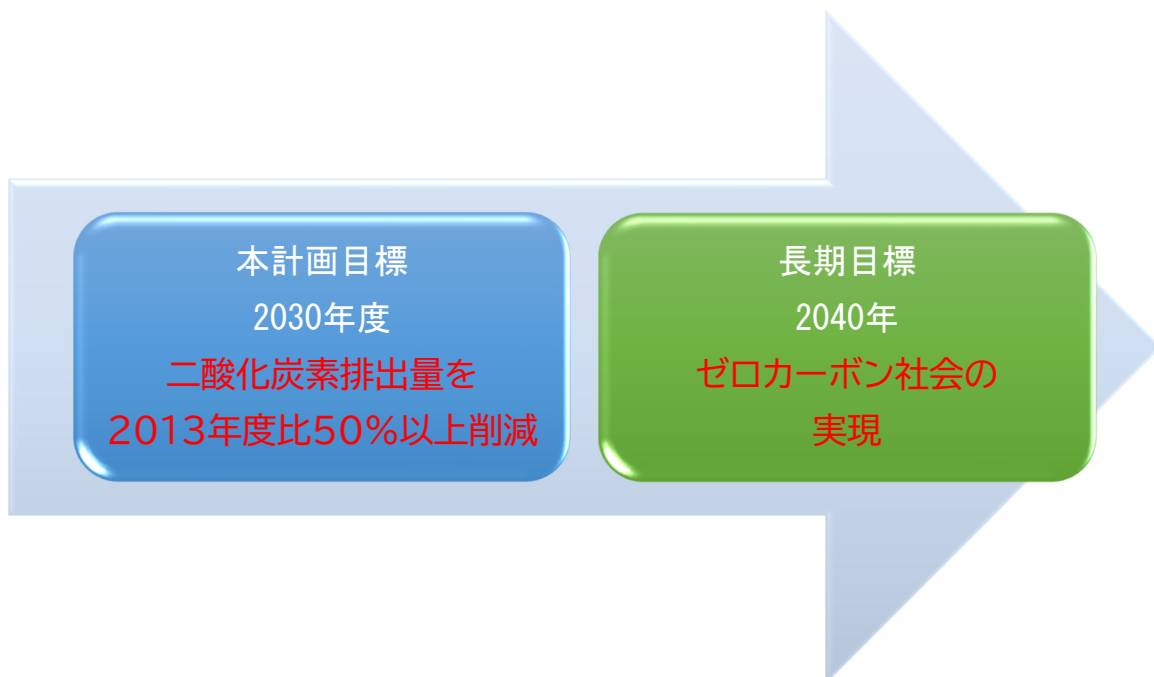 本計画目標
2030年度
二酸化炭素排出量を
2013年度比50%以上削減
長期目標
2040年
ゼロカーボン社会の
実現